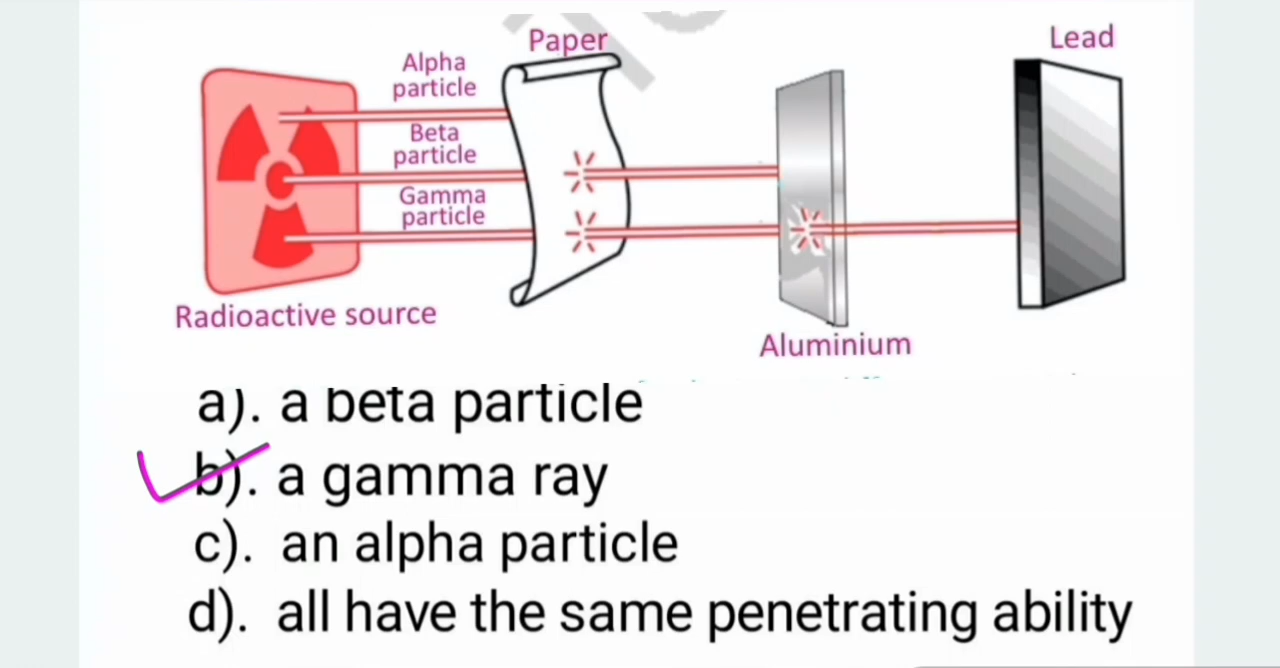 Paper
Lead
Alpha
particle
Beta
particle
Gamma
particle
Radioactive source
Aluminium
a). a beta particle
b). a gamma ray
c). an alpha particle
d). all have the same penetrating ability